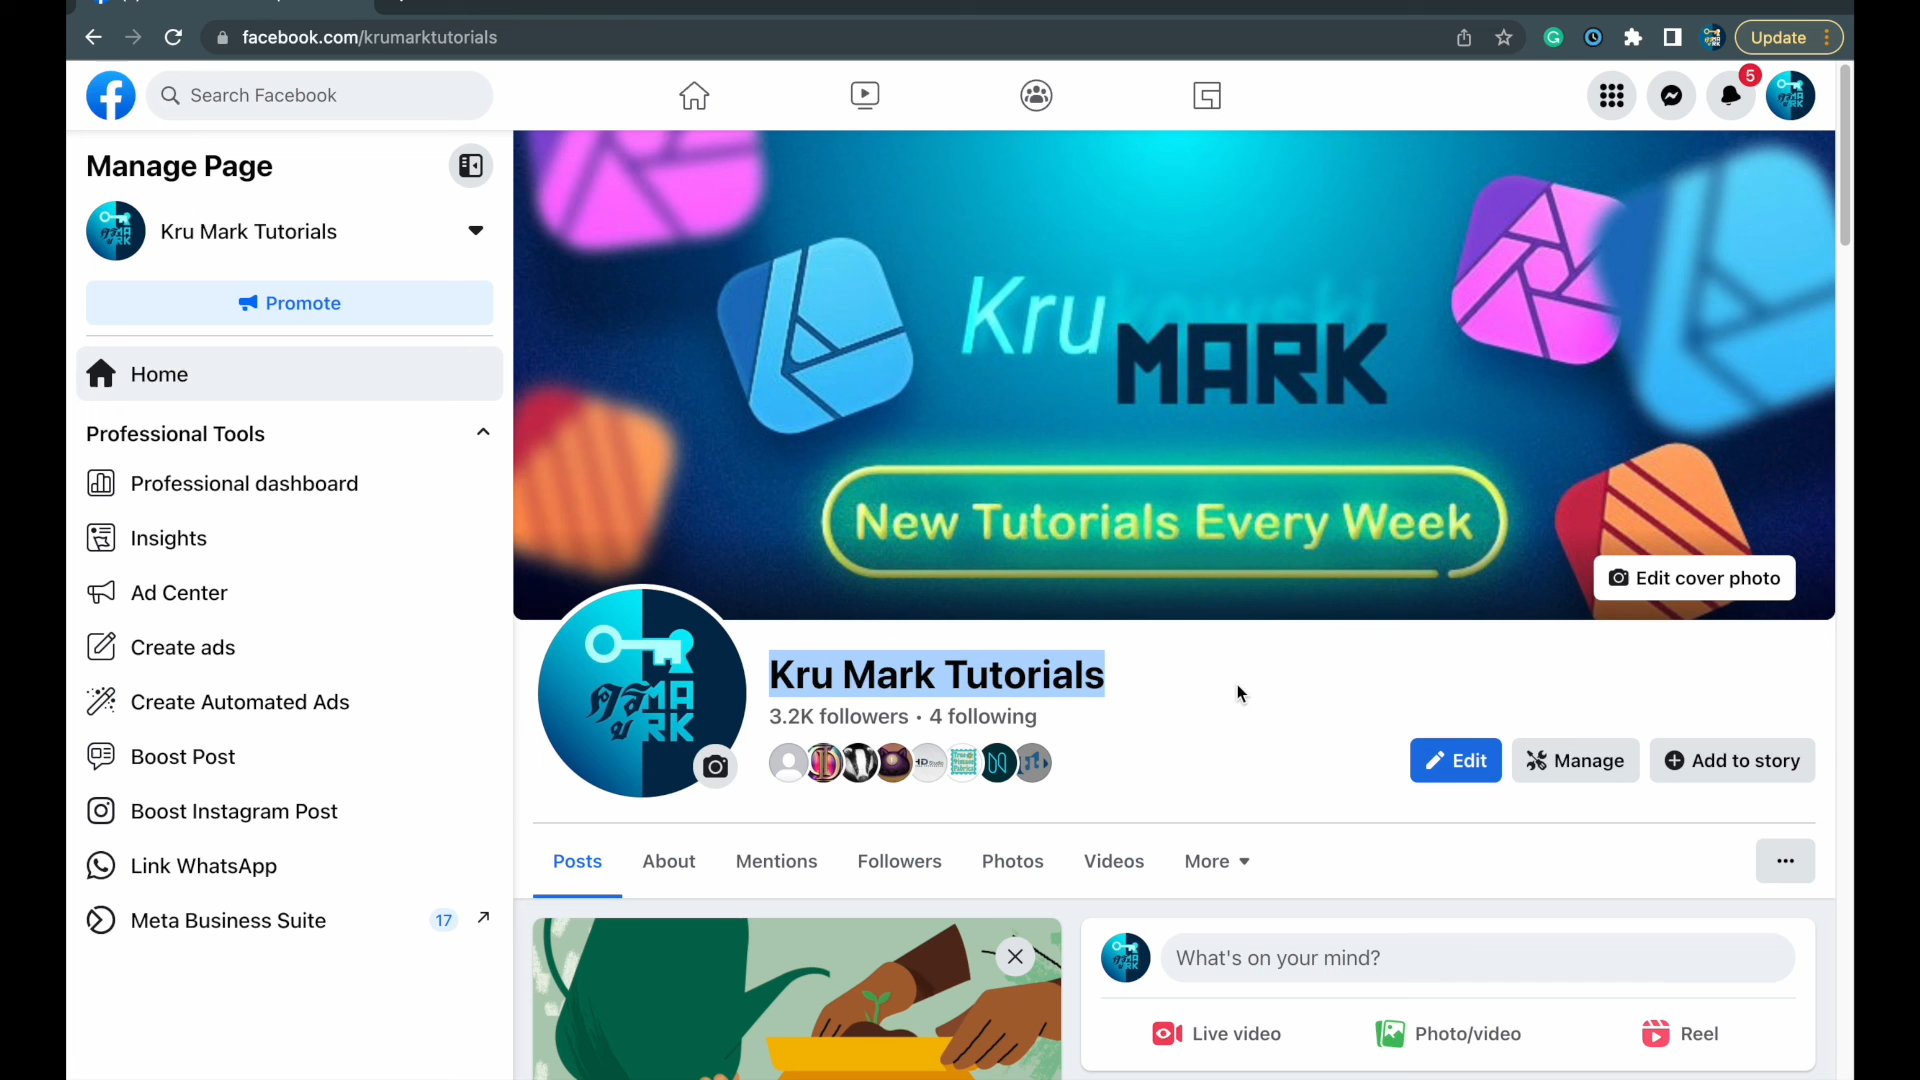 facebook.com/krumarktutorials
Update
Search Facebook
5
Manage Page
Kru Mark Tutorials
Promote
Home
Professional Tools
Professional dashboard
Insights
Ad Center
Create ads
Create Automated Ads
Boost Post
Boost Instagram Post
Link WhatsApp
Meta Business Suite
17
Krukowski
MARK
New Tutorials Every Week
Edit cover photo
Kru Mark Tutorials
3.2K followers • 4 following
Edit
Manage
Add to story
Posts
About
Mentions
Followers
Photos
Videos
More
What's on your mind?
Live video
Photo/video
Reel